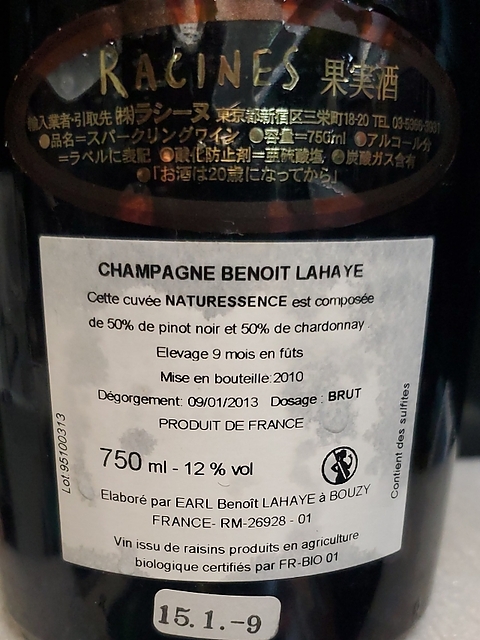 RACINES 果実酒
輸入業者・引取先 ㈱ラシーヌ 東京都新宿区三栄町18-20 TEL 03-5366-3931
●品名=スパークリングワイン ●容量=750ml ●アルコール分
=ラベルに表記 ●酸化防止剤=亜硫酸塩 ●炭酸ガス含有
●「お酒は20歳になってから」
CHAMPAGNE BENOIT LAHAYE
Cette cuvée NATURESSENCE est composée
de 50% de pinot noir et 50% de chardonnay .
Elevage 9 mois en fûts
Mise en bouteille:2010
Dégorgement: 09/01/2013 Dosage : BRUT
PRODUIT DE FRANCE
750 ml - 12 % vol
Lot 95100313
Contient des sulfites
Elaboré par EARL Benoît LAHAYE à BOUZY
FRANCE- RM-26928 - 01
Vin issu de raisins produits en agriculture
biologique certifiés par FR-BIO 01
15.1.-9